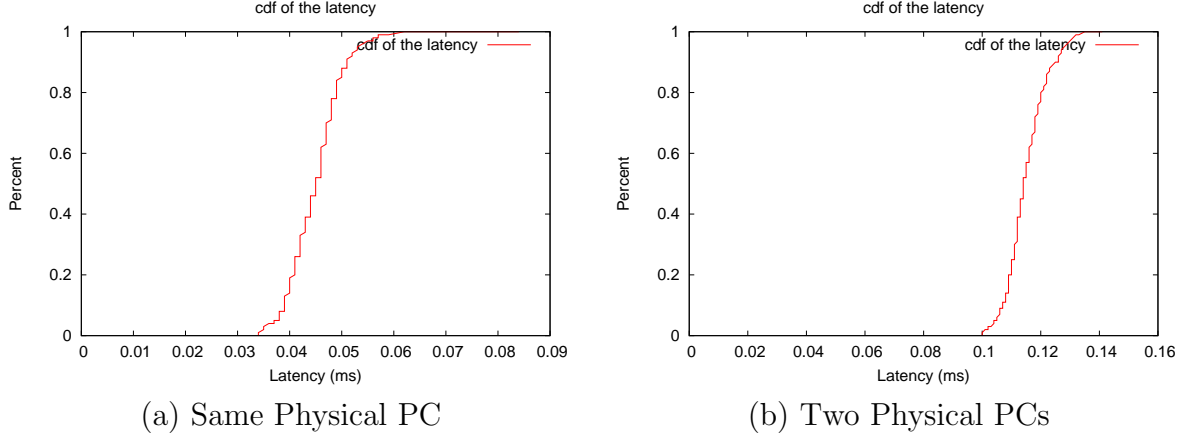 cdf of the latency
cdf of the latency
1
0.8
0.6
0.4
0.2
0
Percent
0 0.01 0.02 0.03 0.04 0.05 0.06 0.07 0.08 0.09
Latency (ms)
(a) Same Physical PC
cdf of the latency
cdf of the latency
1
0.8
0.6
0.4
0.2
0
Percent
0 0.02 0.04 0.06 0.08 0.1 0.12 0.14 0.16
Latency (ms)
(b) Two Physical PCs